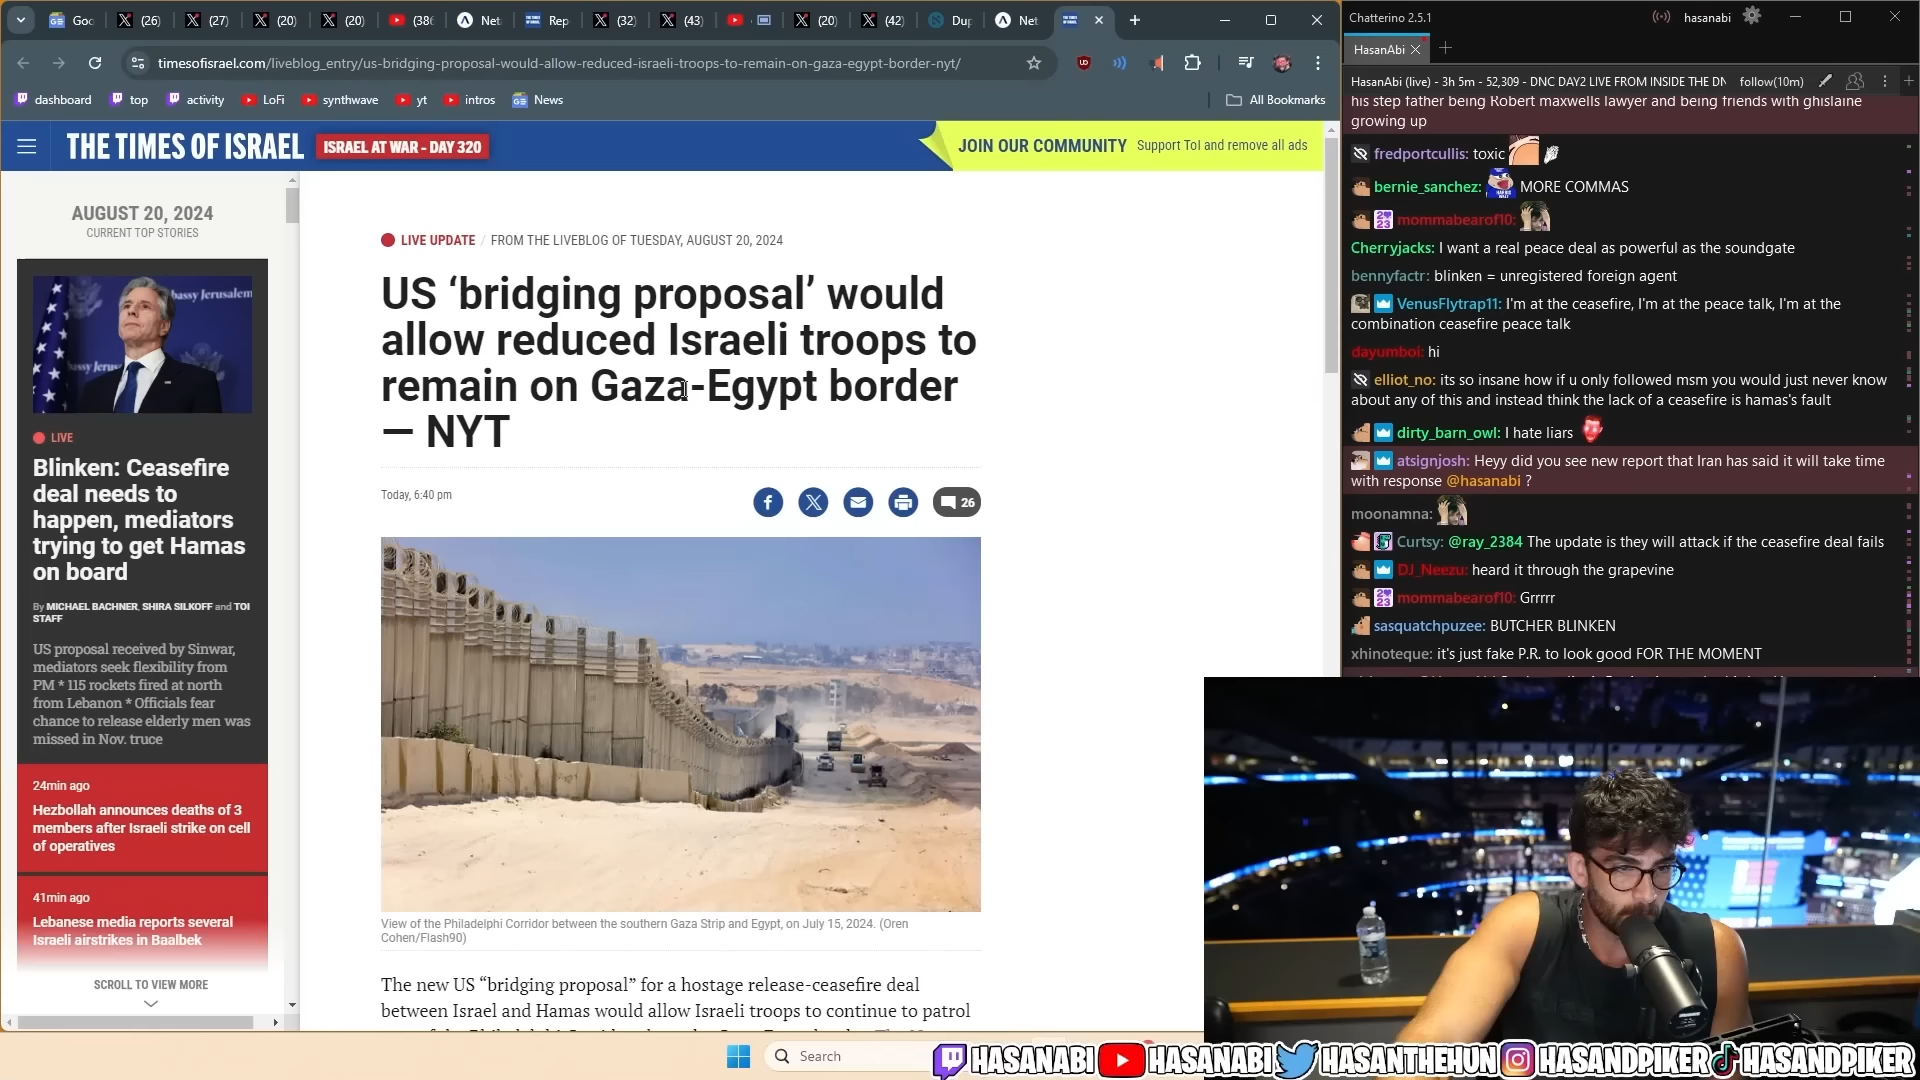 Goo
(26)
(27)
(20)
(20)
(386
Net
Rep
(32)
(43)
(20)
(42)
Dup
Net
timesofisrael.com/liveblog_entry/us-bridging-proposal-would-allow-reduced-israeli-troops-to-remain-on-gaza-egypt-border-nyt/
dashboard
top
activity
LoFi
synthwave
yt
intros
News
All Bookmarks
THE TIMES OF ISRAEL
ISRAEL AT WAR - DAY 320
JOIN OUR COMMUNITY Support ToI and remove all ads
AUGUST 20, 2024
CURRENT TOP STORIES
LIVE
Blinken: Ceasefire
deal needs to
happen, mediators
trying to get Hamas
on board
By MICHAEL BACHNER, SHIRA SILKOFF and TOI
STAFF
US proposal received by Sinwar,
mediators seek flexibility from
PM * 115 rockets fired at north
from Lebanon * Officials fear
chance to release elderly men was
missed in Nov. truce
24min ago
Hezbollah announces deaths of 3
members after Israeli strike on cell
of operatives
41min ago
Lebanese media reports several
Israeli airstrikes in Baalbek
SCROLL TO VIEW MORE
LIVE UPDATE / FROM THE LIVEBLOG OF TUESDAY, AUGUST 20, 2024
US ‘bridging proposal’ would
allow reduced Israeli troops to
remain on Gaza-Egypt border
— NYT
Today, 6:40 pm
26
View of the Philadelphi Corridor between the southern Gaza Strip and Egypt, on July 15, 2024. (Oren
Cohen/Flash90)
The new US “bridging proposal” for a hostage release-ceasefire deal
between Israel and Hamas would allow Israeli troops to continue to patrol
Chatterino 2.5.1
hasanabi
HasanAbi
HasanAbi (live) - 3h 5m - 52,309 - DNC DAY2 LIVE FROM INSIDE THE DN
follow(10m)
his step father being Robert maxwells lawyer and being friends with ghislaine
growing up
fredportcullis: toxic
bernie_sanchez: MORE COMMAS
mommabearof10:
Cherryjacks: I want a real peace deal as powerful as the soundgate
bennyfactr: blinken = unregistered foreign agent
VenusFlytrap11: I'm at the ceasefire, I'm at the peace talk, I'm at the
combination ceasefire peace talk
dayumboi: hi
elliot_no: its so insane how if u only followed msm you would just never know
about any of this and instead think the lack of a ceasefire is hamas's fault
dirty_barn_owl: I hate liars
atsignjosh: Heyy did you see new report that Iran has said it will take time
with response @hasanabi ?
moonamna:
Curtsy: @ray_2384 The update is they will attack if the ceasefire deal fails
DJ_Neezu: heard it through the grapevine
mommabearof10: Grrrrr
sasquatchpuzee: BUTCHER BLINKEN
xhinoteque: it's just fake P.R. to look good FOR THE MOMENT
Search
HASANABI HASANABI HASANTHEHUN HASANDPIKER HASANDPIKER